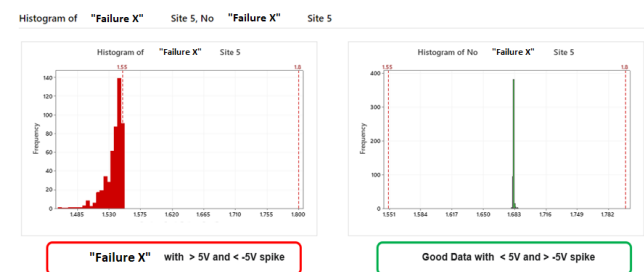 Histogram of "Failure X" Site 5, No "Failure X" Site 5
Histogram of "Failure X" Site 5
1.55 1.8
Frequency
140
120
100
80
60
40
20
0
1.485 1.530 1.575 1.620 1.665 1.710 1.755 1.800
"Failure X" with > 5V and < -5V spike
Histogram of No "Failure X" Site 5
1.55 1.8
Frequency
400
300
200
100
0
1.551 1.584 1.617 1.650 1.683 1.716 1.749 1.782
Good Data with < 5V and > -5V spike